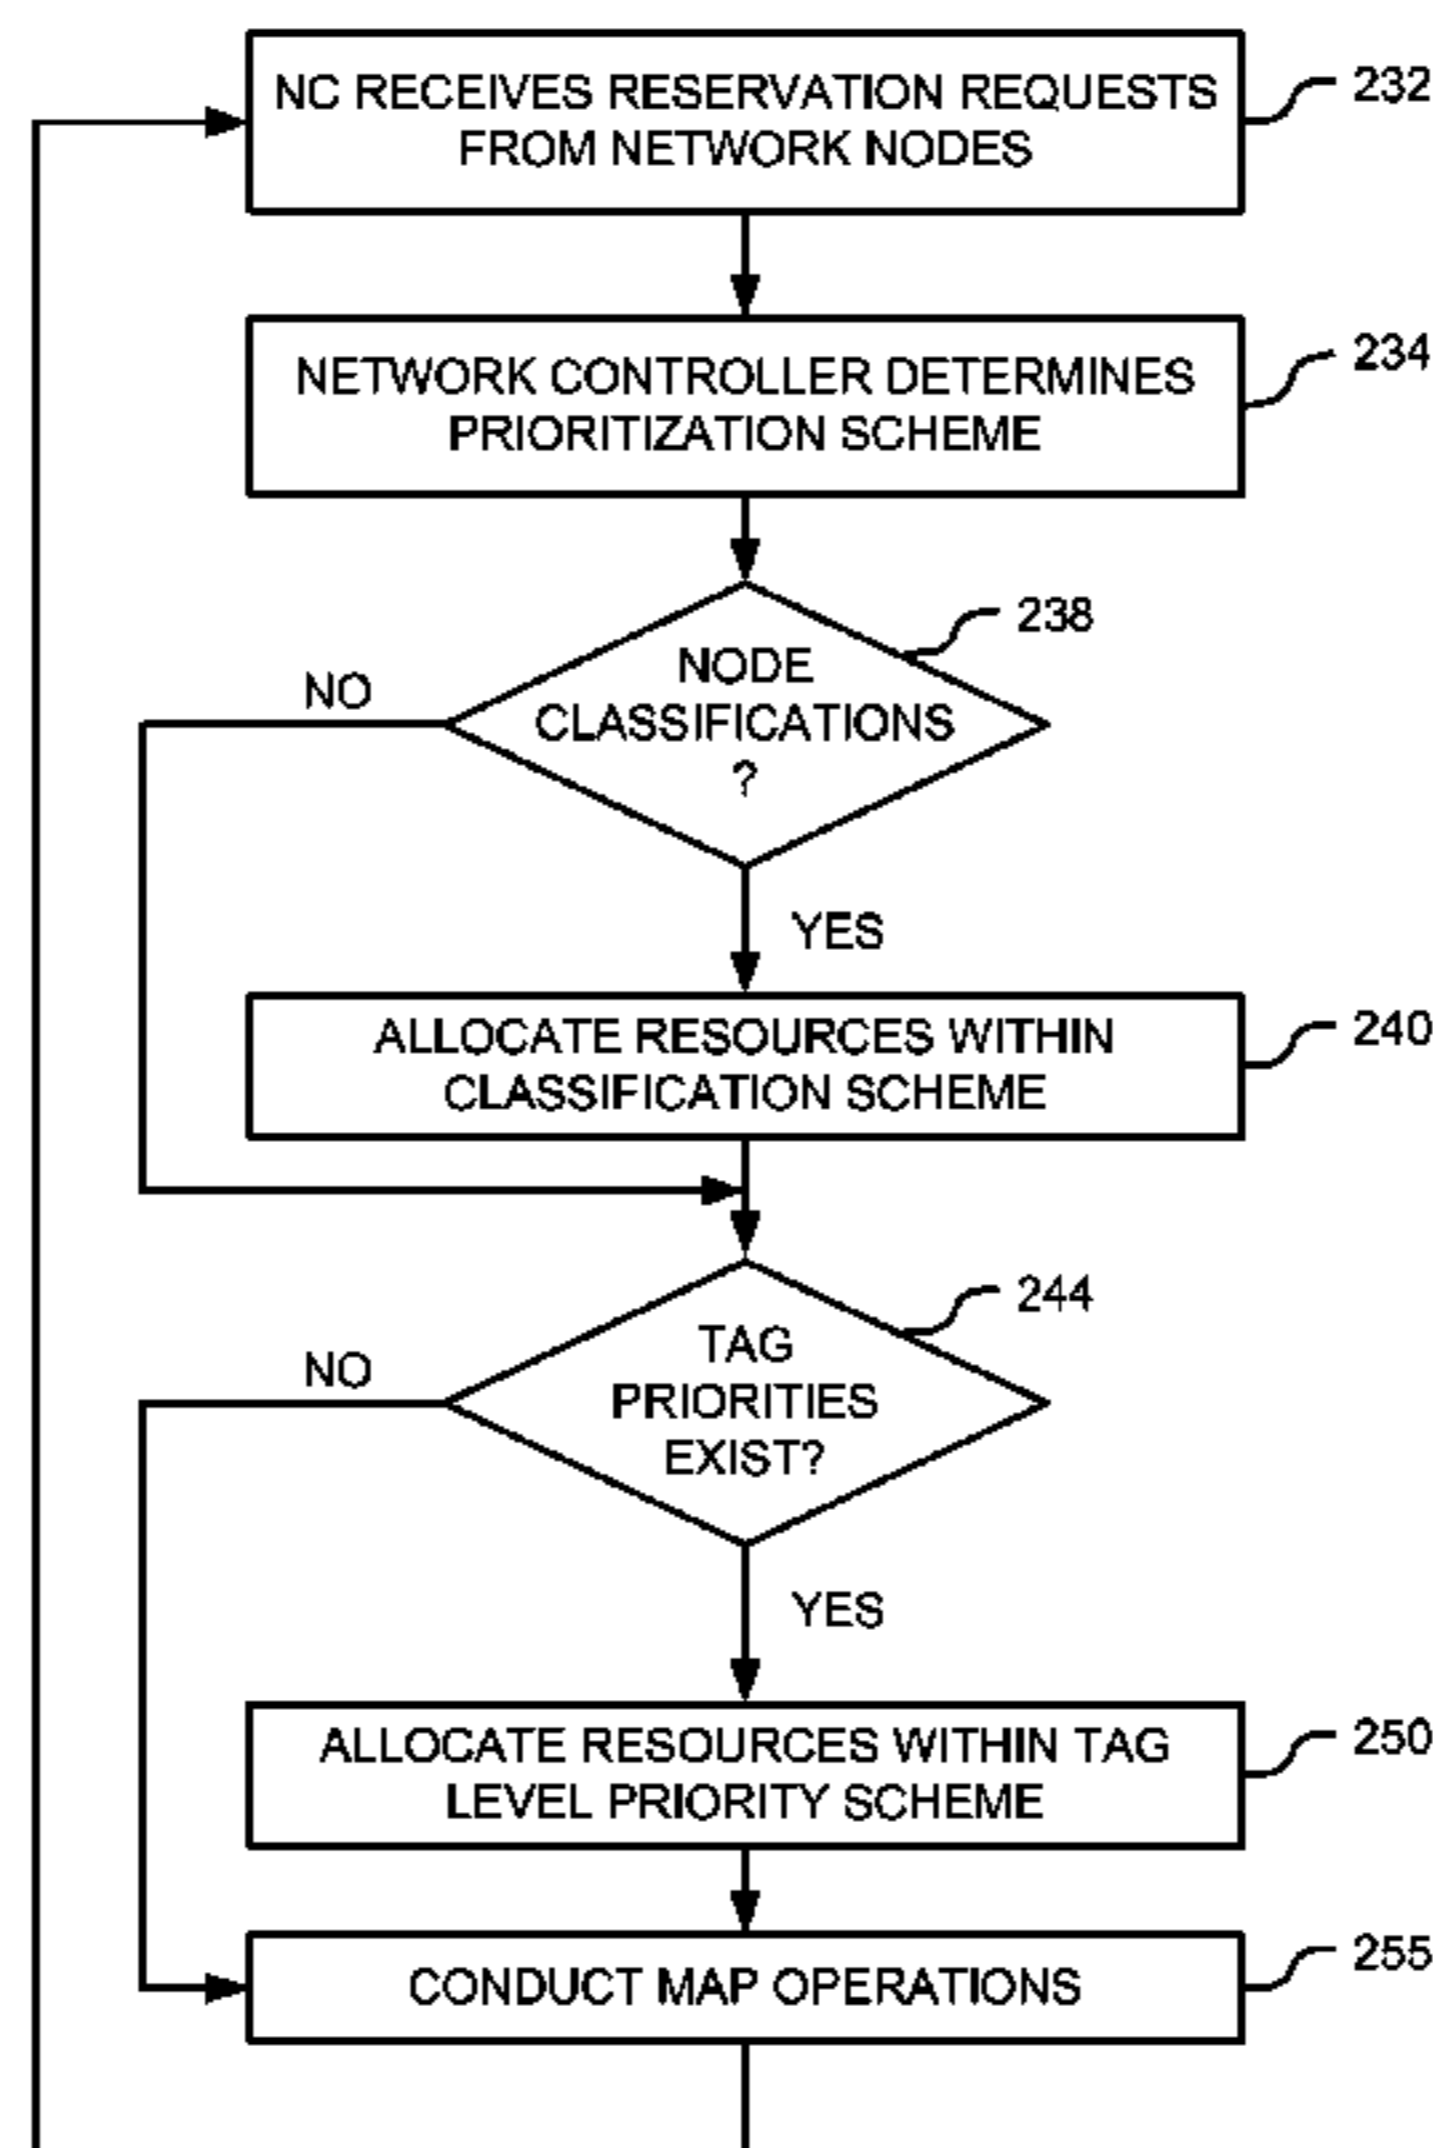 NC RECEIVES RESERVATION REQUESTS
FROM NETWORK NODES
232
NETWORK CONTROLLER DETERMINES
PRIORITIZATION SCHEME
234
238
NODE
CLASSIFICATIONS
?
NO
YES
ALLOCATE RESOURCES WITHIN
CLASSIFICATION SCHEME
240
244
TAG
PRIORITIES
EXIST?
NO
YES
ALLOCATE RESOURCES WITHIN TAG
LEVEL PRIORITY SCHEME
250
CONDUCT MAP OPERATIONS
255